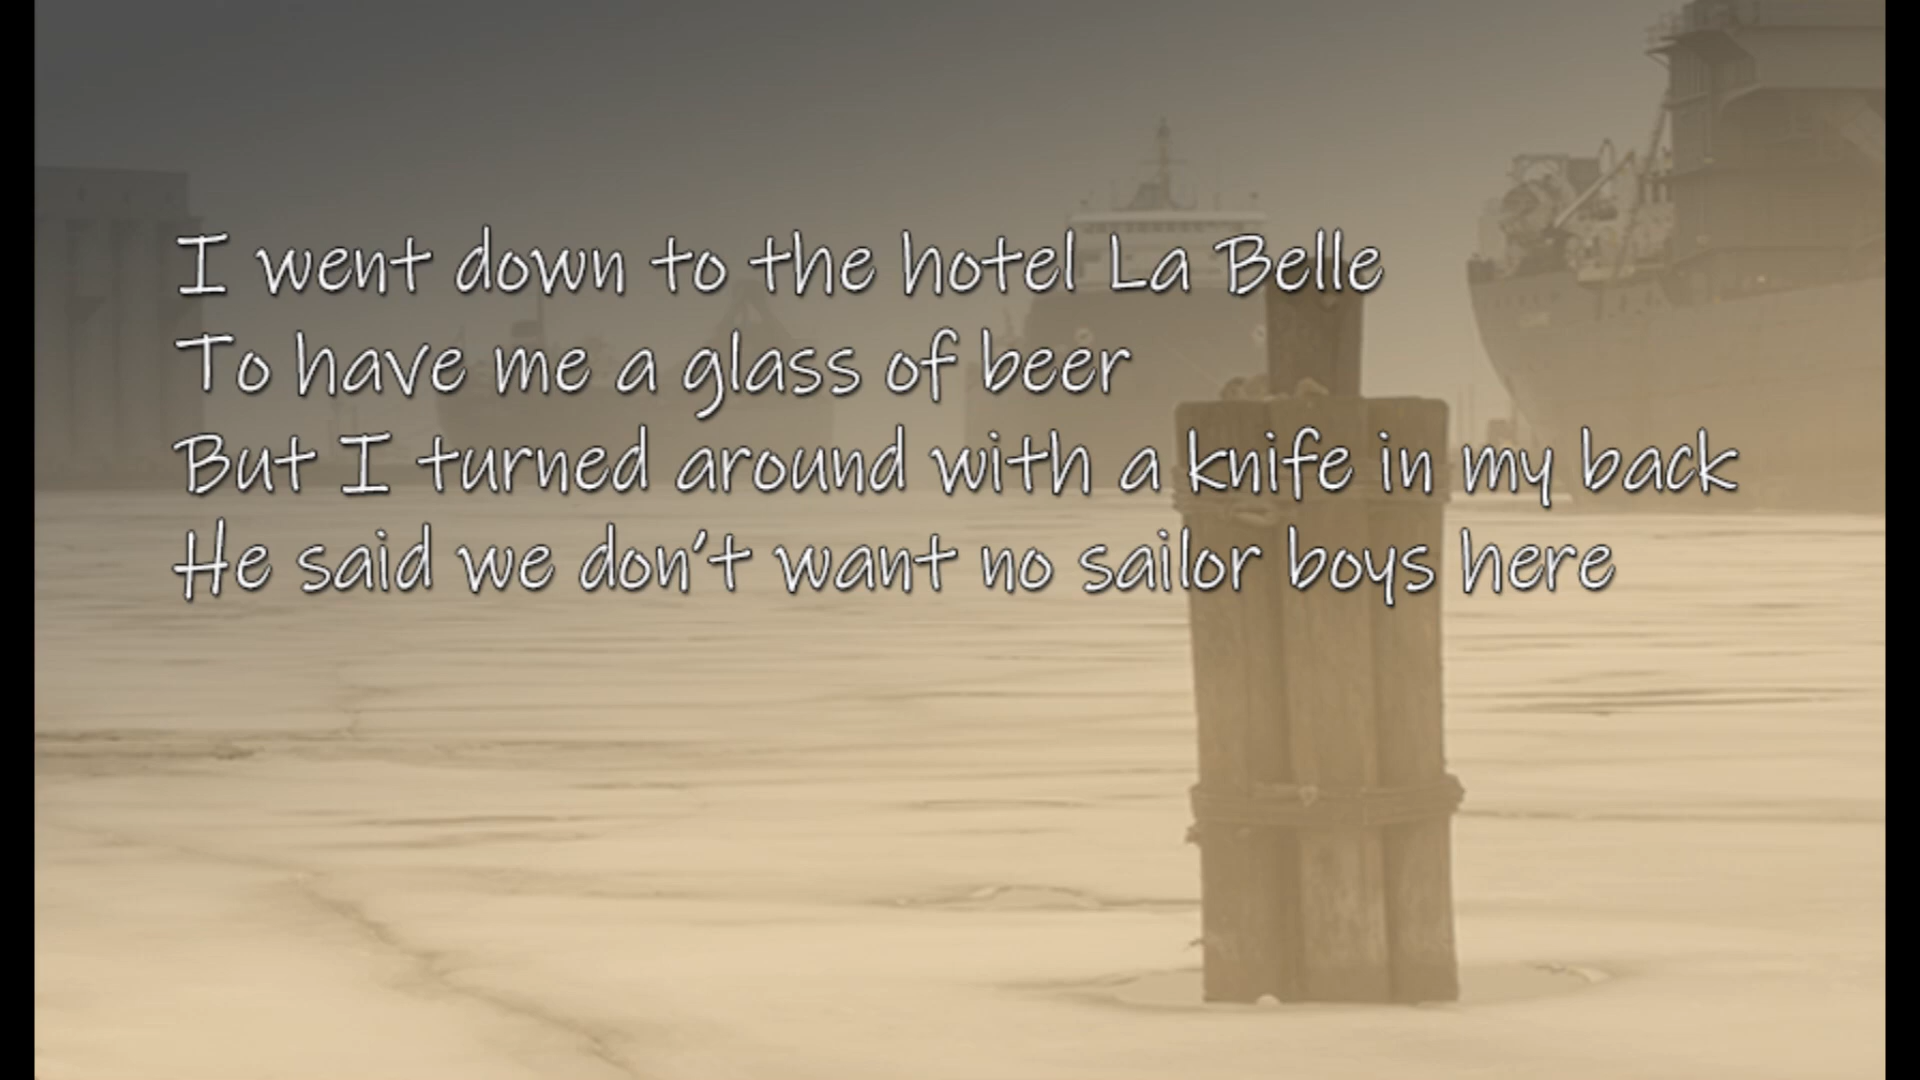 I went down to the hotel La Belle
To have me a glass of beer
But I turned around with a knife in my back
He said we don't want no sailor boys here